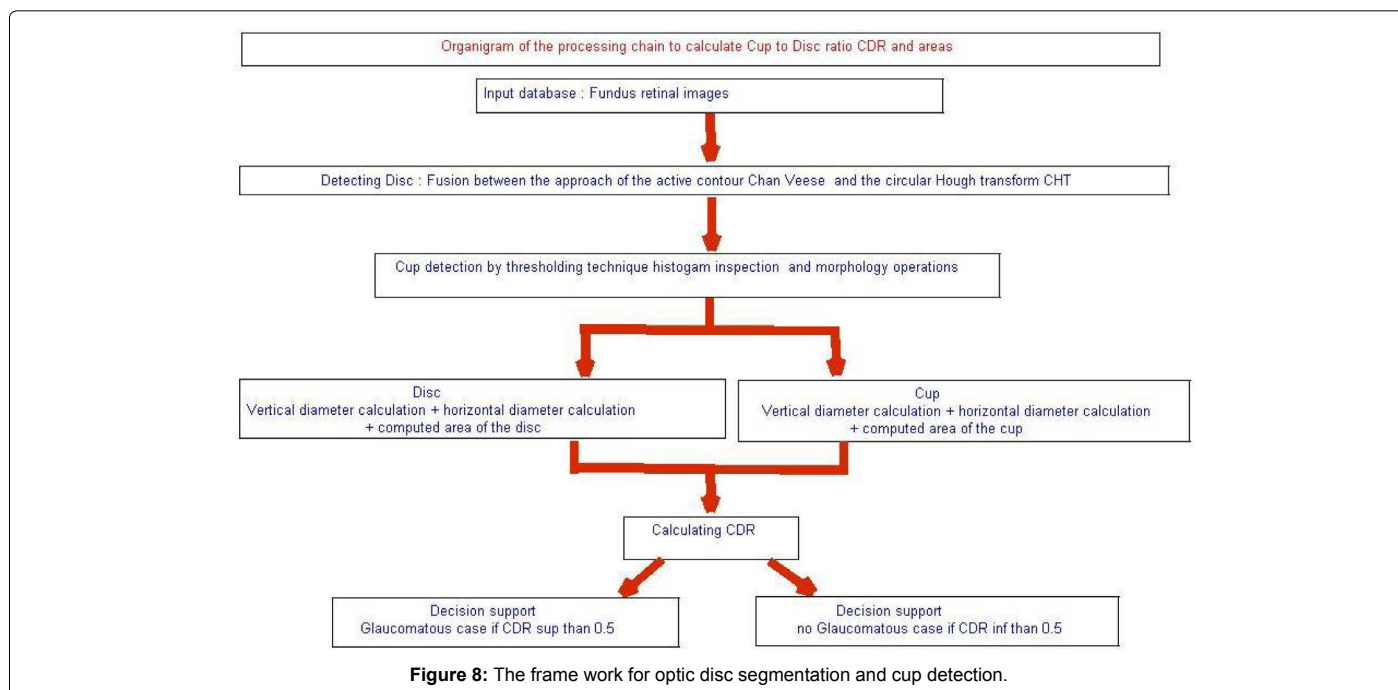 Organigram of the processing chain to calculate Cup to Disc ratio CDR and areas
Input database : Fundus retinal images
Detecting Disc : Fusion between the approach of the active contour Chan Veese and the circular Hough transform CHT
Cup detection by thresholding technique histogam inspection and morphology operations
Disc
Vertical diameter calculation + horizontal diameter calculation
+ computed area of the disc
Cup
Vertical diameter calculation + horizontal diameter calculation
+ computed area of the cup
Calculating CDR
Decision support
Glaucomatous case if CDR sup than 0.5
Decision support
no Glaucomatous case if CDR inf than 0.5
Figure 8: The frame work for optic disc segmentation and cup detection.